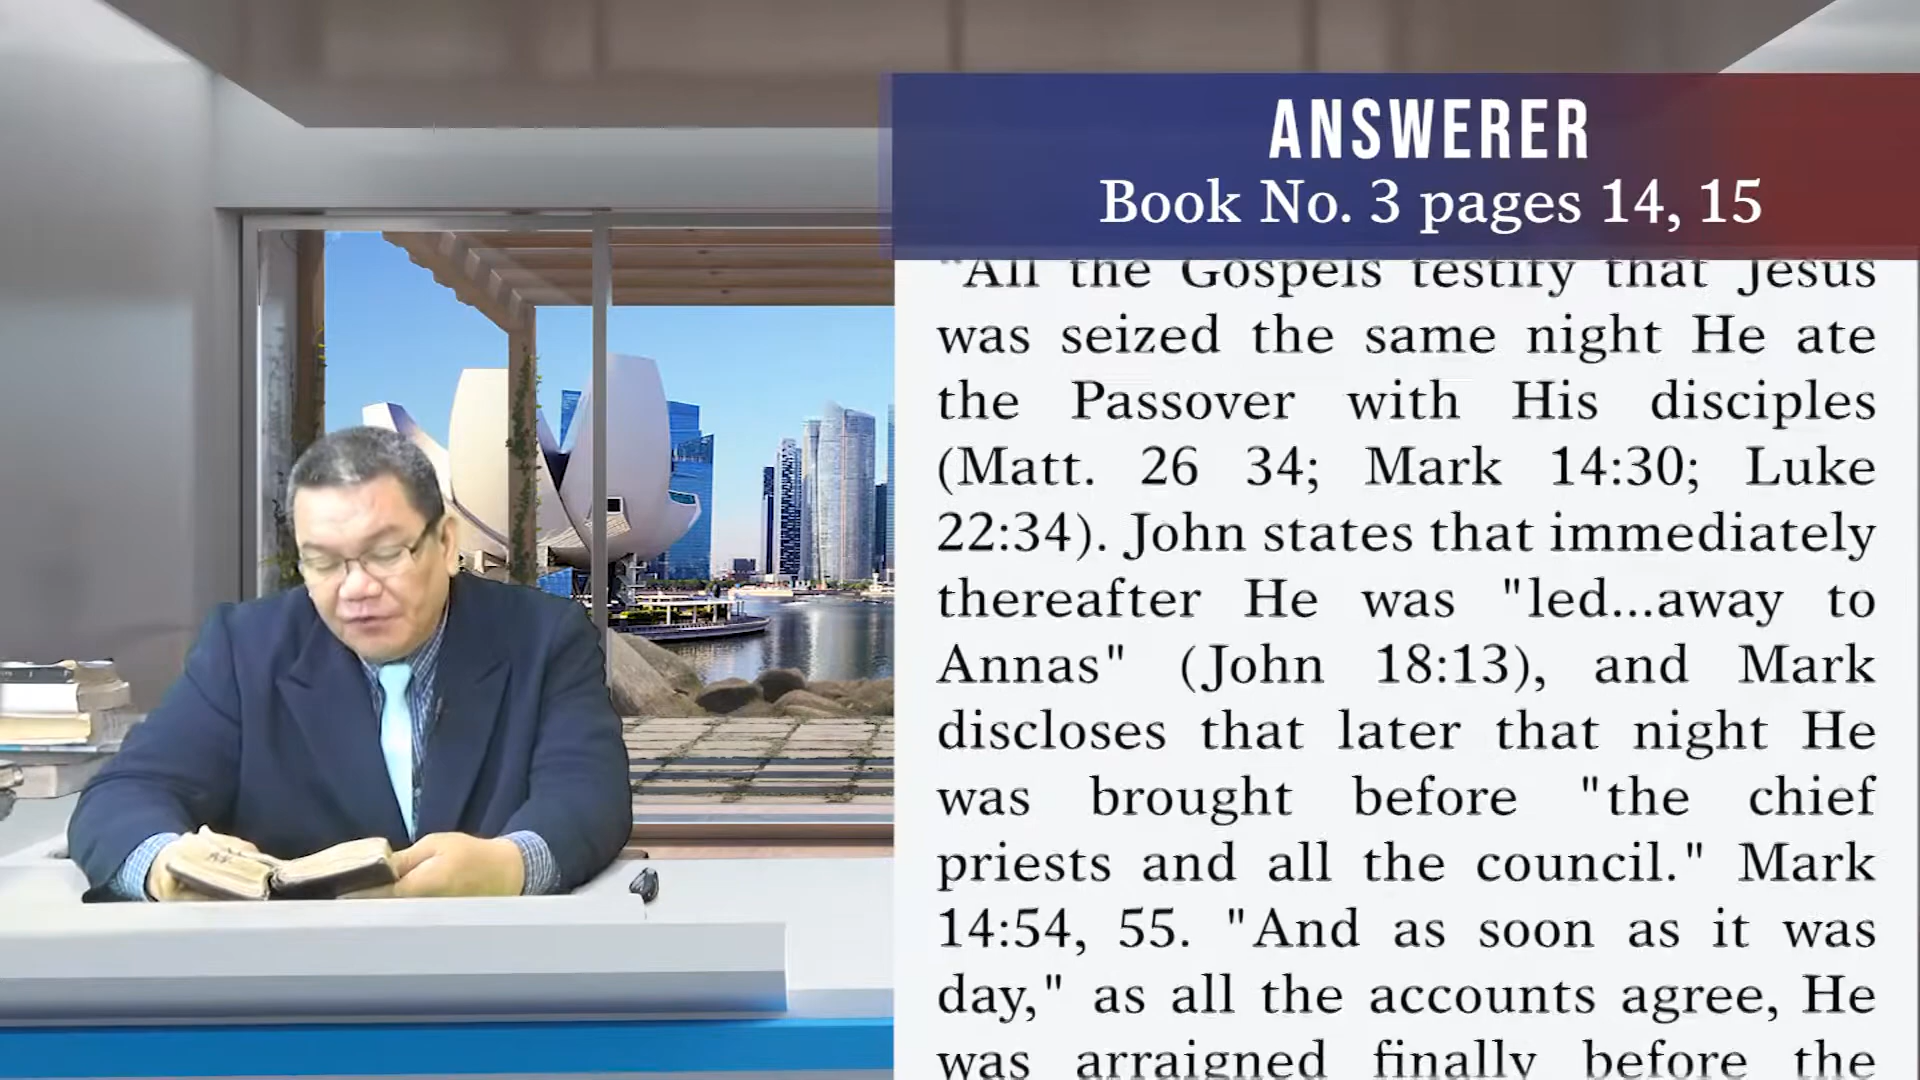 ANSWERER
Book No. 3 pages 14, 15
"All the Gospels testify that Jesus
was seized the same night He ate
the Passover with His disciples
(Matt. 26 34; Mark 14:30; Luke
22:34). John states that immediately
thereafter He was "led...away to
Annas" (John 18:13), and Mark
discloses that later that night He
was brought before "the chief
priests and all the council." Mark
14:54, 55. "And as soon as it was
day," as all the accounts agree, He
was arraigned finally before the